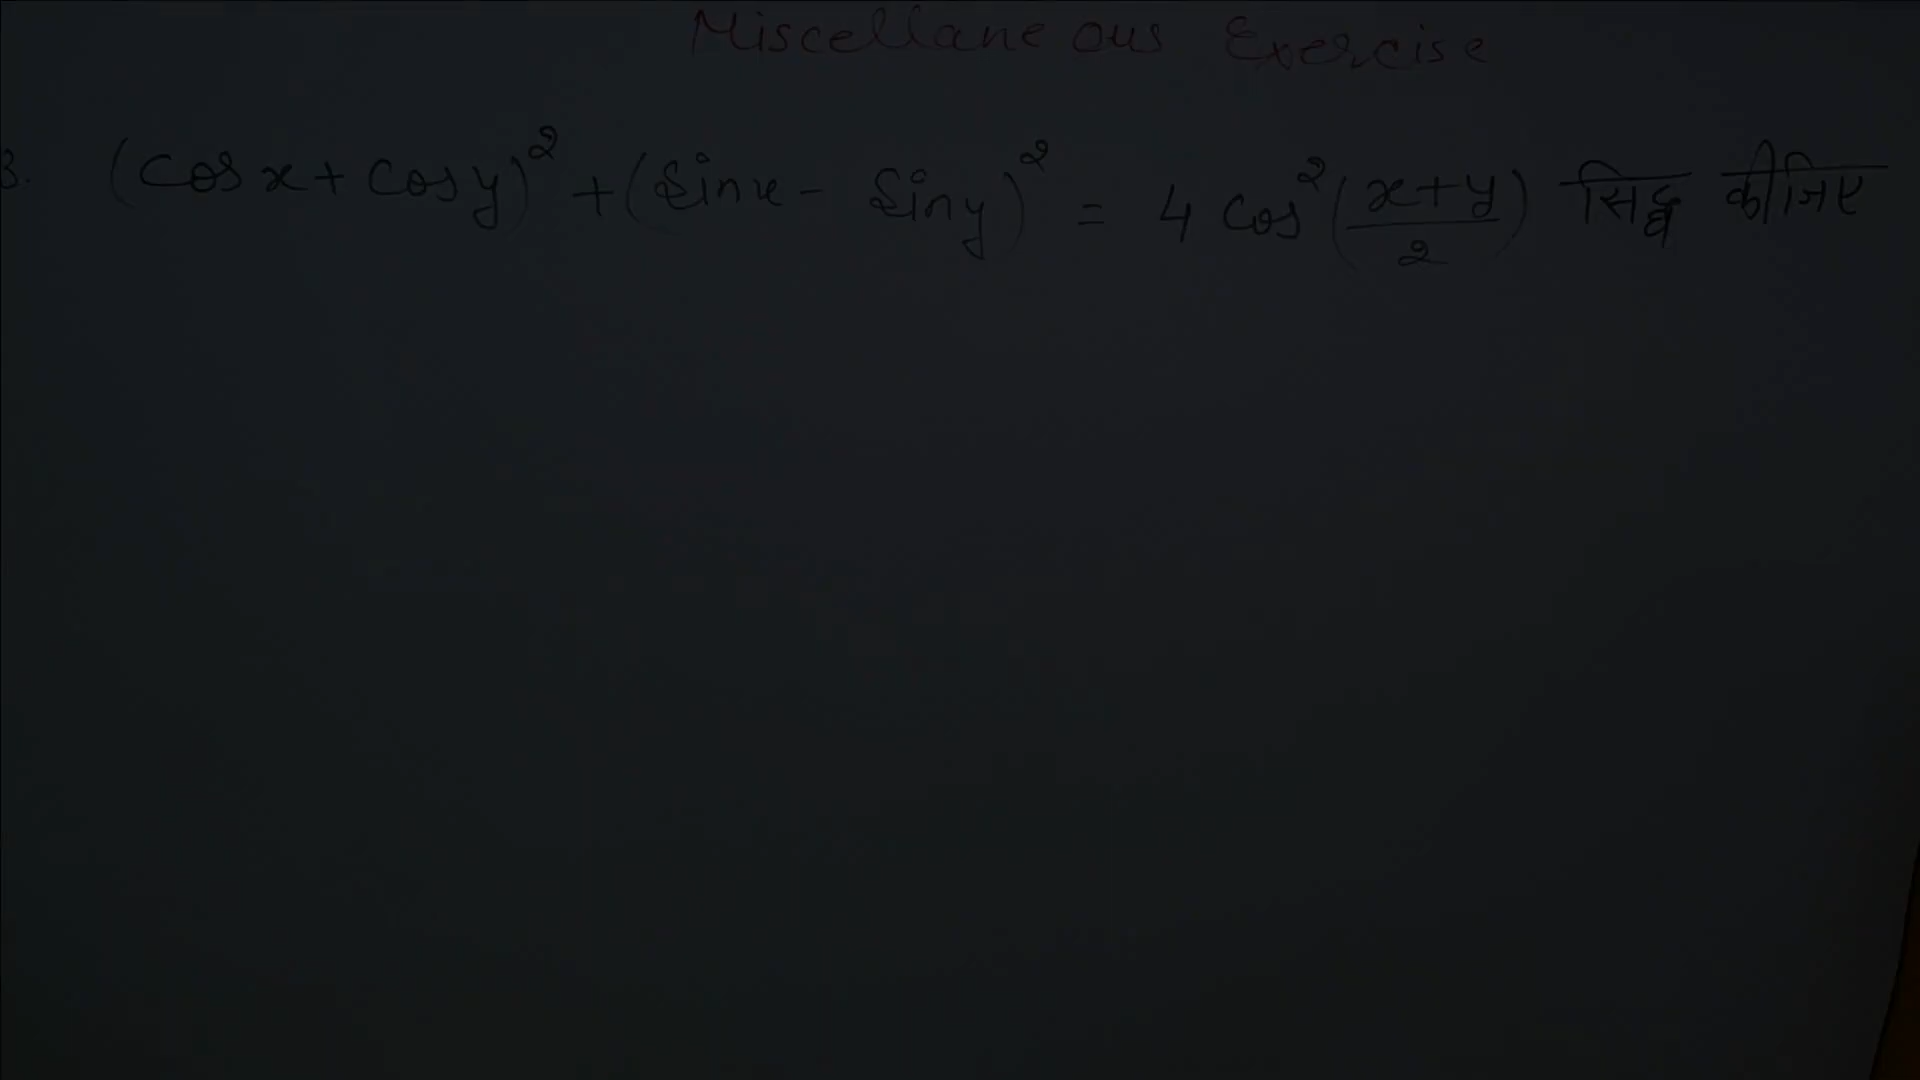 Miscellaneous Exercise
3. (cos x + cos y)² + (sin x - sin y)² = 4 cos² (x+y/2) सिद्ध कीजिए